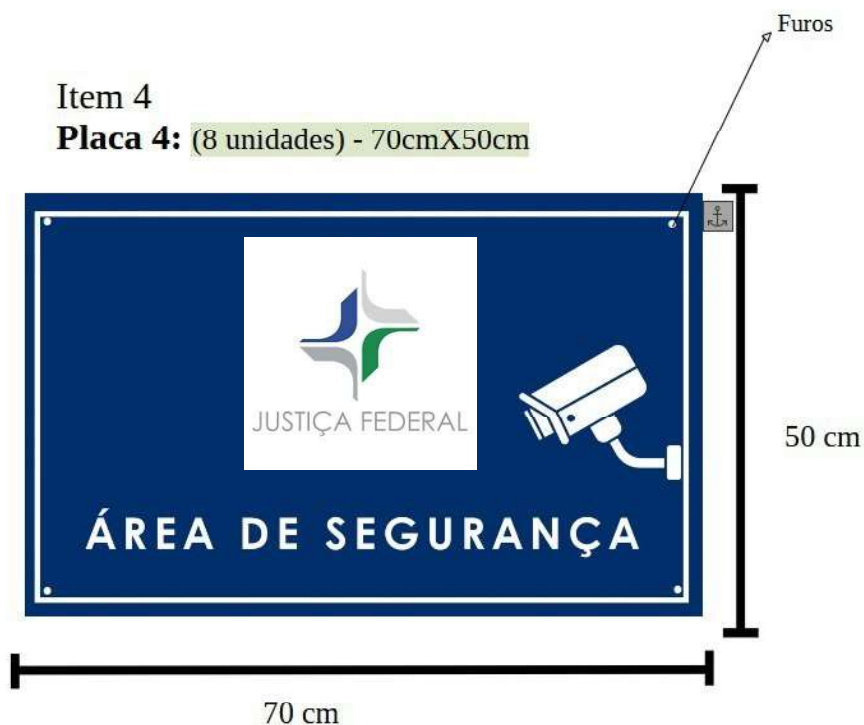 Furos
Item 4
Placa 4: (8 unidades) - 70cmX50cm
JUSTIÇA FEDERAL
ÁREA DE SEGURANÇA
50 cm
70 cm